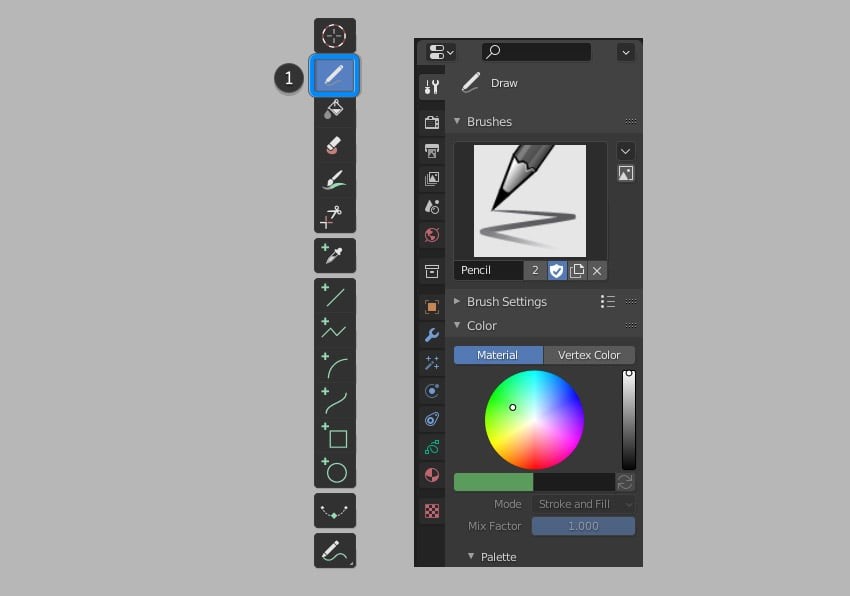 1
Draw
Brushes
Pencil 2
Brush Settings
Color
Material Vertex Color
Mode Stroke and Fill
Mix Factor 1.000
Palette